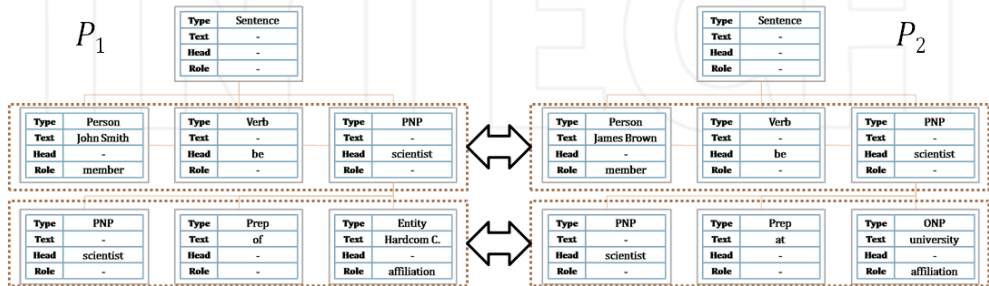 INTECH
P1
P2
Type Sentence
Text -
Head -
Role -
Type Sentence
Text -
Head -
Role -
Type Person
Text John Smith
Head -
Role member
Type Verb
Text -
Head be
Role -
Type PNP
Text -
Head scientist
Role -
Type Person
Text James Brown
Head -
Role member
Type Verb
Text -
Head be
Role -
Type PNP
Text -
Head scientist
Role -
Type PNP
Text -
Head scientist
Role -
Type Prep
Text of
Head -
Role -
Type Entity
Text Hardcom C.
Head -
Role affiliation
Type PNP
Text -
Head scientist
Role -
Type Prep
Text at
Head -
Role -
Type ONP
Text university
Head -
Role affiliation